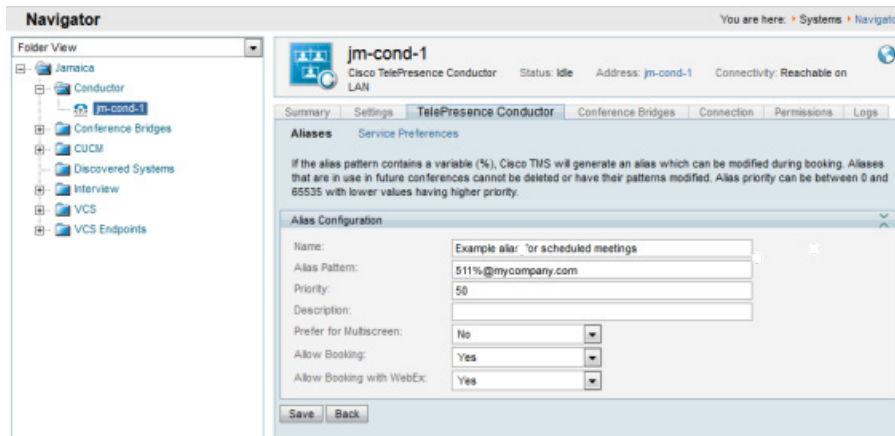 Navigator
You are here: Systems Navigato
Folder View
Jamaica
Conductor
jm-cond-1
Conference Bridges
CUCM
Discovered Systems
Interview
VCS
VCS Endpoints
jm-cond-1
Cisco TelePresence Conductor Status: Idle Address: jm-cond-1 Connectivity: Reachable on
LAN
Summary Settings TelePresence Conductor Conference Bridges Connection Permissions Logs
Aliases Service Preferences
If the alias pattern contains a variable (%), Cisco TMS will generate an alias which can be modified during booking. Aliases
that are in use in future conferences cannot be deleted or have their patterns modified. Alias priority can be between 0 and
65535 with lower values having higher priority.
Alias Configuration
Name: Example alias for scheduled meetings
Alias Pattern: 511%@mycompany.com
Priority: 50
Description:
Prefer for Multiscreen: No
Allow Booking: Yes
Allow Booking with WebEx: Yes
Save Back